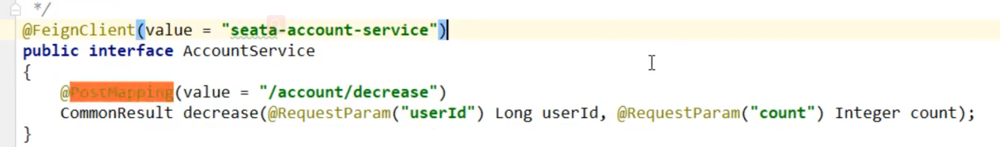 */
@FeignClient(value = "seata-account-service")
public interface AccountService
{
@PostMapping(value = "/account/decrease")
CommonResult decrease(@RequestParam("userId") Long userId, @RequestParam("count") Integer count);
}